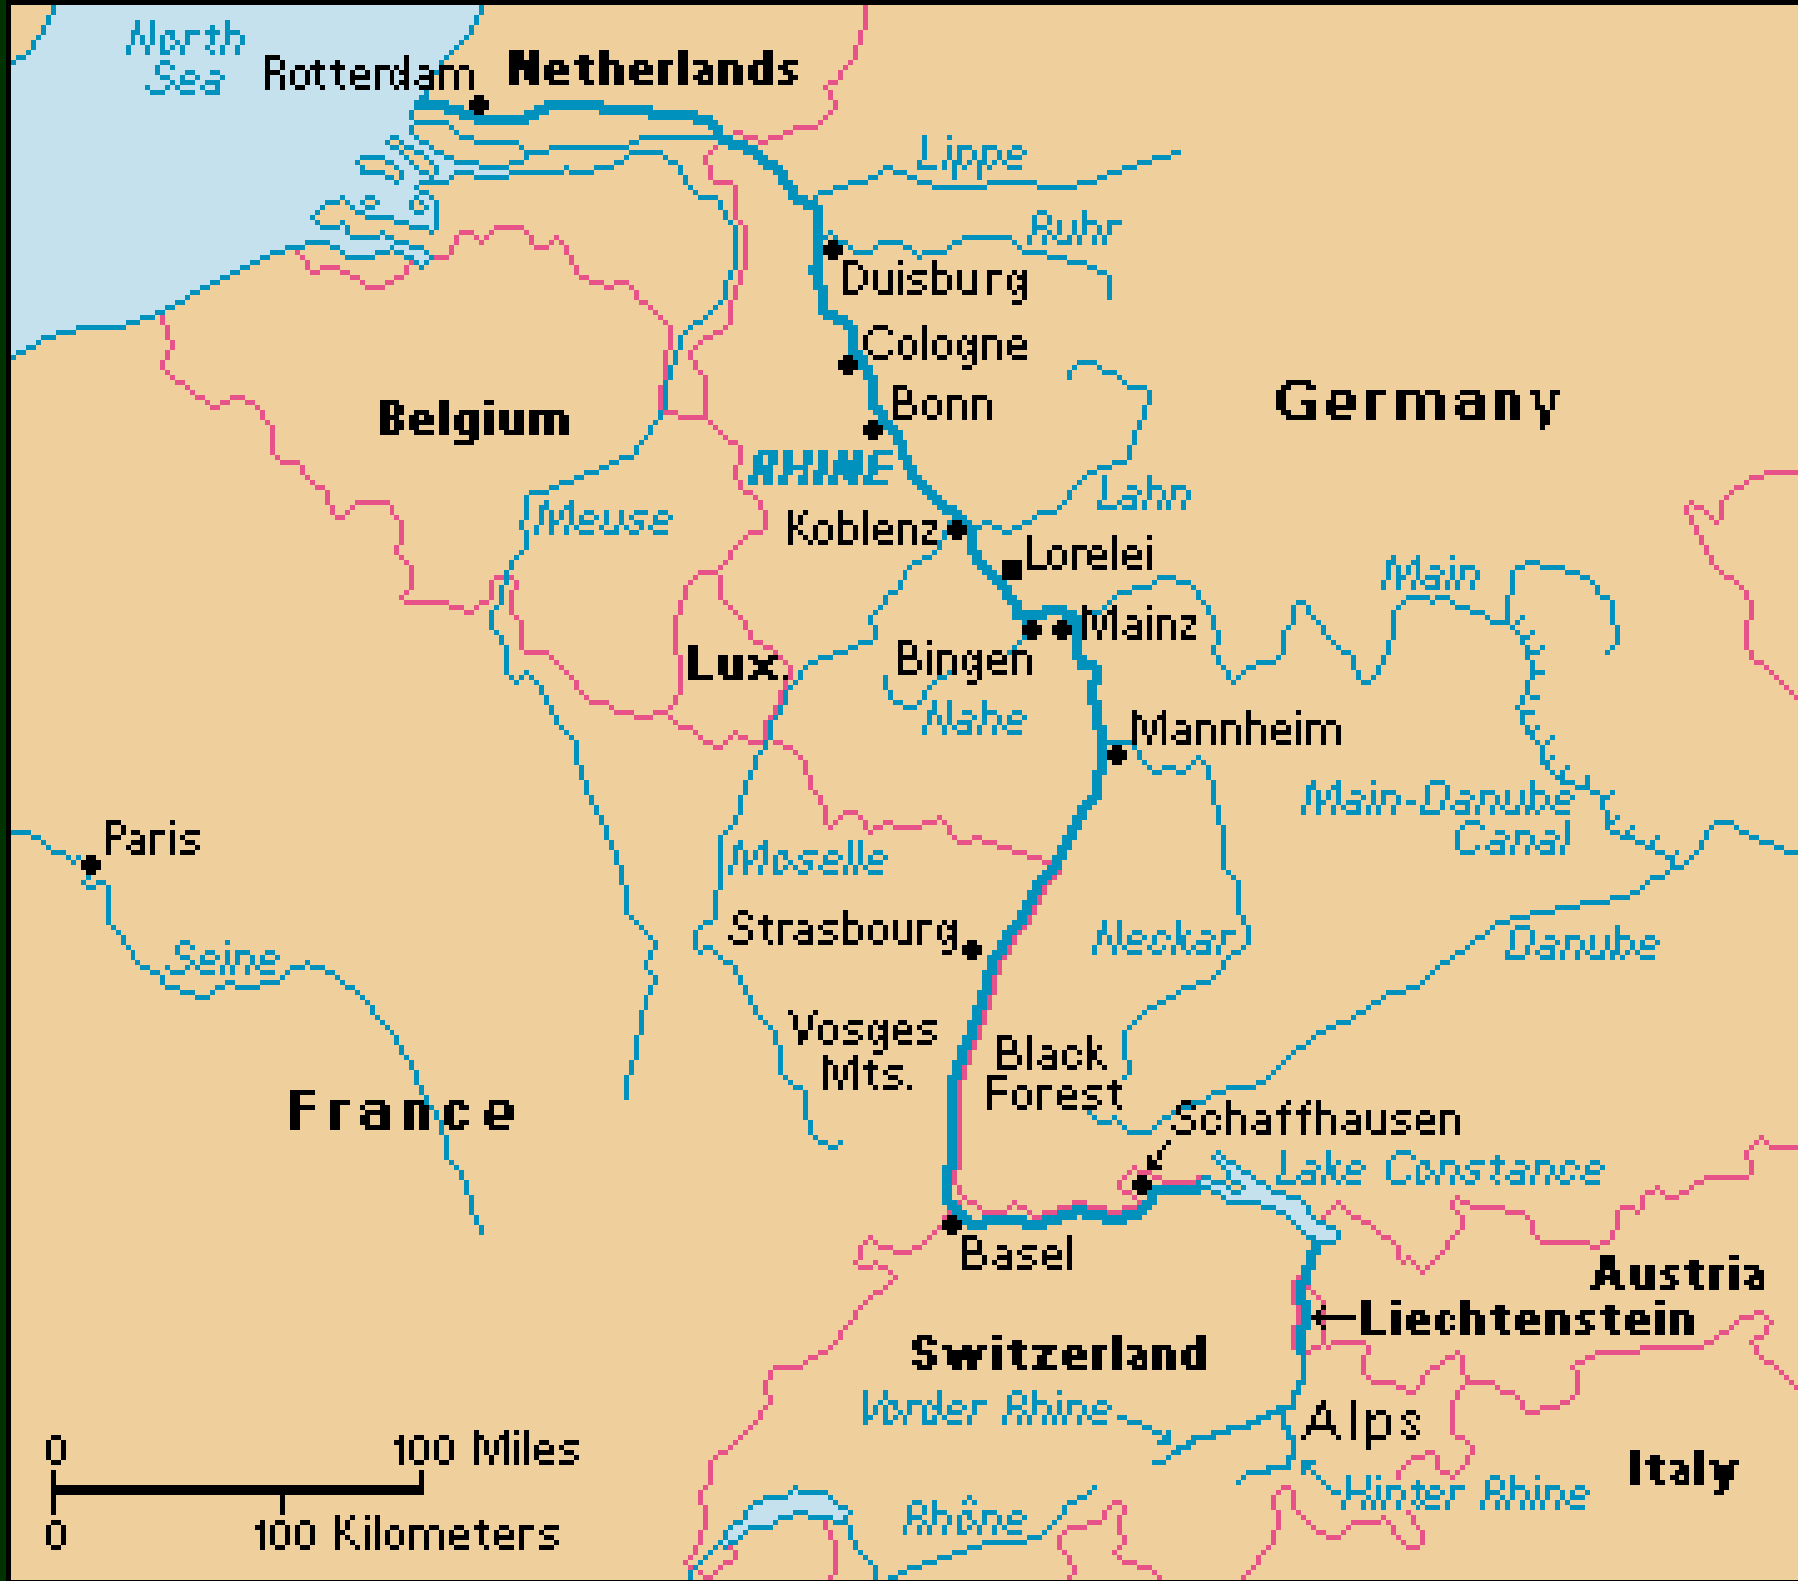 North
Sea
Rotterdam
Netherlands
Lippe
Ruhr
Duisburg
Cologne
Bonn
Germany
Belgium
RHINE
Lahn
Meuse
Koblenz
Lorelei
Main
Mainz
Bingen
Lux.
Nahe
Mannheim
Main-Danube
Canal
Paris
Moselle
Strasbourg
Neckar
Danube
Seine
Vosges
Mts.
Black
Forest
France
Schaffhausen
Lake Constance
Basel
Austria
Liechtenstein
Switzerland
Vorder Rhine
Alps
0 100 Miles
Italy
Hinter Rhine
Rhône
0 100 Kilometers